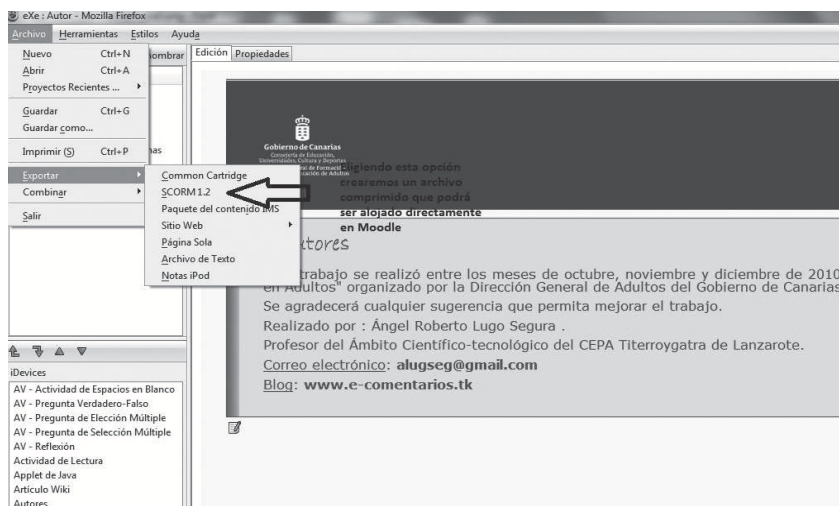 eXe : Autor - Mozilla Firefox
Archivo Herramientas Estilos Ayuda
Nuevo Ctrl+N
Abrir Ctrl+A
Proyectos Recientes ...
Guardar Ctrl+G
Guardar como...
Imprimir (S) Ctrl+P
Exportar
Combinar
Salir
Common Cartridge
SCORM1.2
Paquete del contenido IMS
Sitio Web
Página Sola
Archivo de Texto
Notas iPod
Edición Propiedades
Gobierno de Canarias
Eligiendo esta opción
crearemos un archivo
comprimido que podrá
ser alojado directamente
en Moodle
trabajo se realizó entre los meses de octubre, noviembre y diciembre de 2010
en Adultos" organizado por la Dirección General de Adultos del Gobierno de Canarias
Se agradecerá cualquier sugerencia que permita mejorar el trabajo.
Realizado por : Ángel Roberto Lugo Segura .
Profesor del Ámbito Científico-tecnológico del CEPA Titerroygatra de Lanzarote.
Correo electrónico: alugseg@gmail.com
Blog: www.e-comentarios.tk
iDevices
AV - Actividad de Espacios en Blanco
AV - Pregunta Verdadero-Falso
AV - Pregunta de Elección Múltiple
AV - Pregunta de Selección Múltiple
AV - Reflexión
Actividad de Lectura
Applet de Java
Artículo Wiki
Autores